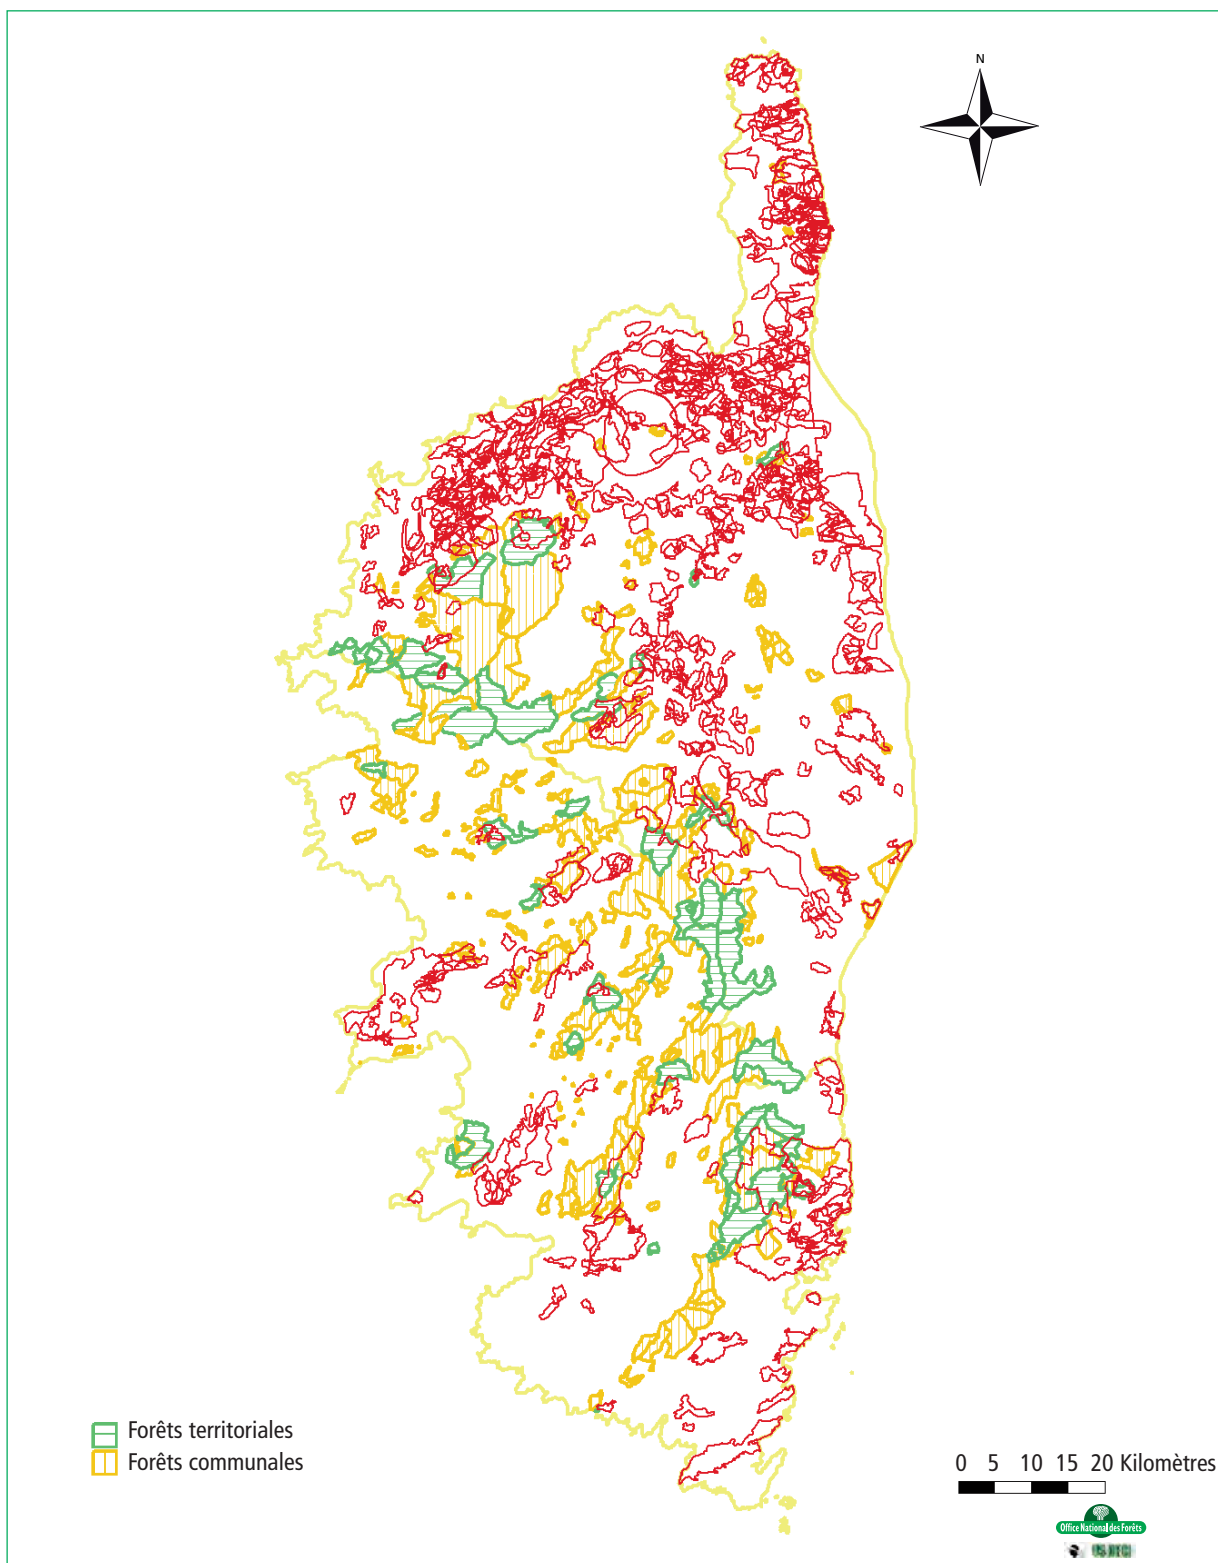 N
Forêts territoriales
Forêts communales
0 5 10 15 20 Kilomètres
Office National des Forêts